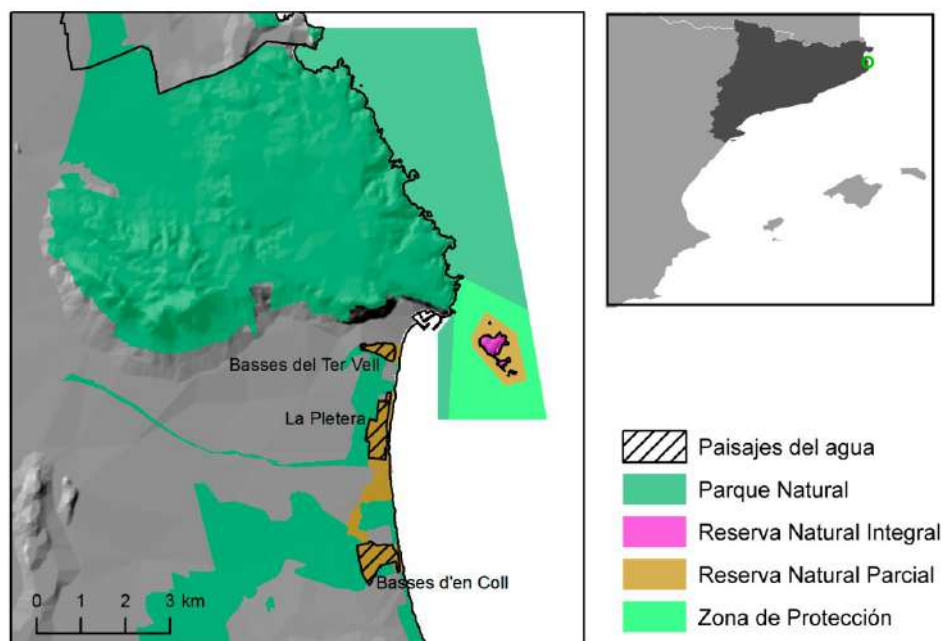 Basses del Ter Vell
La Pletera
Basses d'en Coll
0 1 2 3 km
Paisajes del agua
Parque Natural
Reserva Natural Integral
Reserva Natural Parcial
Zona de Protección